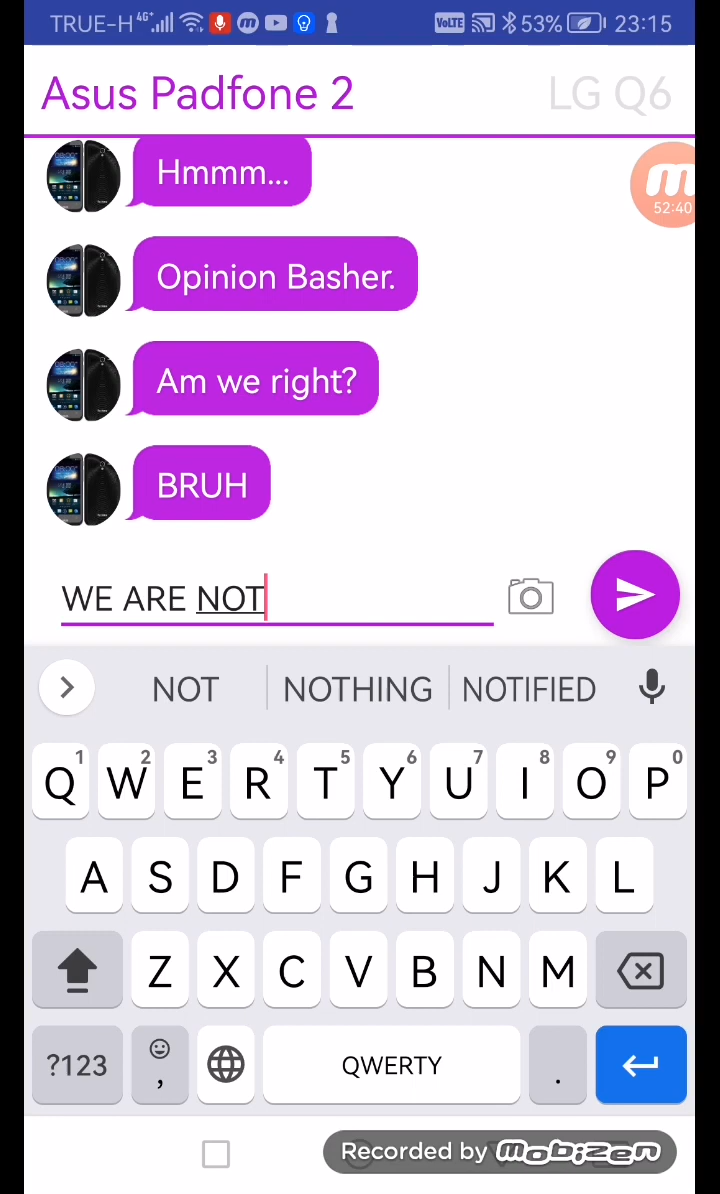 TRUE-H 4G+ VoLTE 53% 23:15
Asus Padfone 2 LG Q6
Hmmm...
52:40
Opinion Basher.
Am we right?
BRUH
WE ARE NOT
NOT NOTHING NOTIFIED
1 2 3 4 5 6 7 8 9 0
Q W E R T Y U I O P
A S D F G H J K L
Z X C V B N M
?123 , QWERTY .
Recorded by mobizen